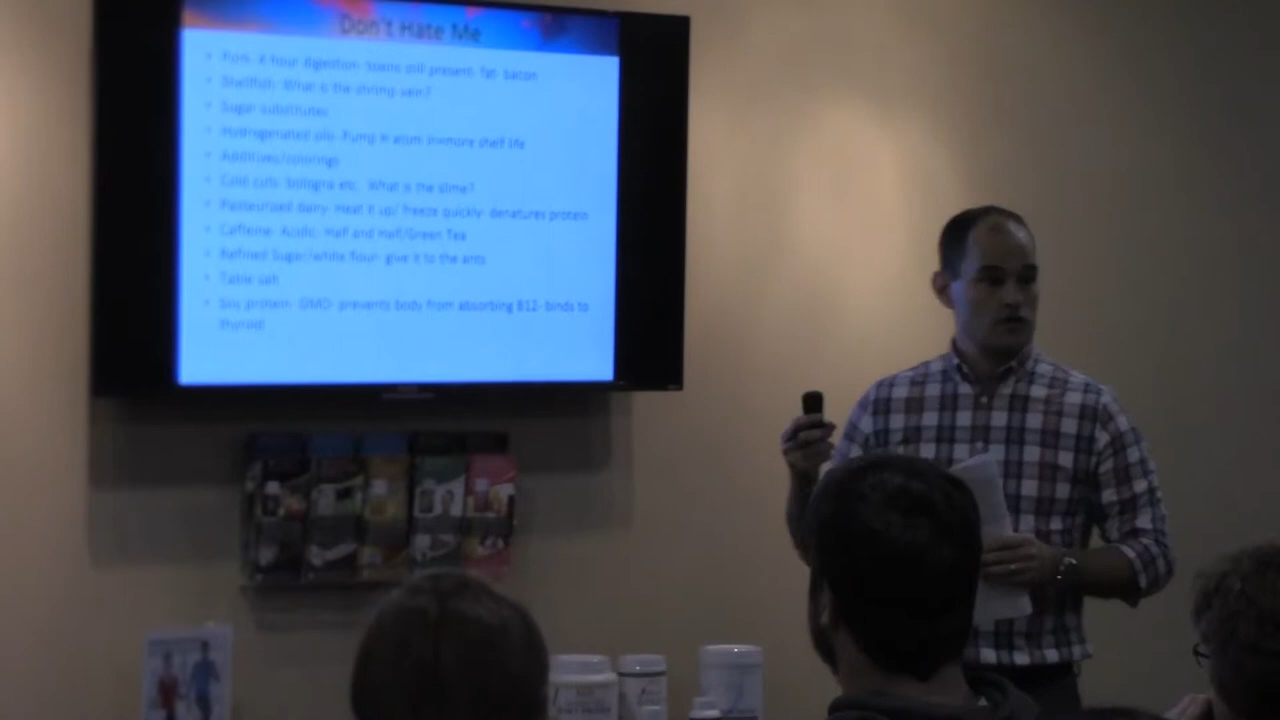 Don't Hate Me
Pork- 4 hour digestion- toxins still present- fat- bacon
Shellfish- What is the shrimp vein?
Sugar substitutes
Hydrogenated oils- Pump in atom more shelf life
Additives/colorings
Cold cuts- bologna etc. What is the slime?
Pasteurized dairy- Heat it up/ freeze quickly- denatures protein
Caffeine- Acidic- Half and Half/Green Tea
Refined Sugar/white flour- give it to the ants
Table salt
Soy protein- GMO- prevents body from absorbing B12- binds to
thyroid